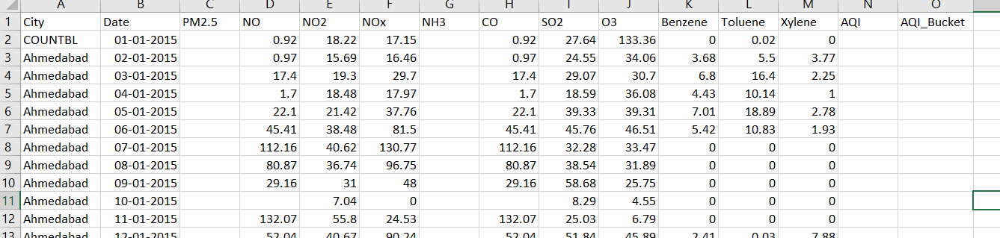 A B C D E F G H I J K L M N O
1 City Date PM2.5 NO NO2 NOx NH3 CO SO2 O3 Benzene Toluene Xylene AQI AQI_Bucket
2 COUNTBL 01-01-2015 0.92 18.22 17.15 0.92 27.64 133.36 0 0.02 0
3 Ahmedabad 02-01-2015 0.97 15.69 16.46 0.97 24.55 34.06 3.68 5.5 3.77
4 Ahmedabad 03-01-2015 17.4 19.3 29.7 17.4 29.07 30.7 6.8 16.4 2.25
5 Ahmedabad 04-01-2015 1.7 18.48 17.97 1.7 18.59 36.08 4.43 10.14 1
6 Ahmedabad 05-01-2015 22.1 21.42 37.76 22.1 39.33 39.31 7.01 18.89 2.78
7 Ahmedabad 06-01-2015 45.41 38.48 81.5 45.41 45.76 46.51 5.42 10.83 1.93
8 Ahmedabad 07-01-2015 112.16 40.62 130.77 112.16 32.28 33.47 0 0 0
9 Ahmedabad 08-01-2015 80.87 36.74 96.75 80.87 38.54 31.89 0 0 0
10 Ahmedabad 09-01-2015 29.16 31 48 29.16 58.68 25.75 0 0 0
11 Ahmedabad 10-01-2015 7.04 0 8.29 4.55 0 0 0
12 Ahmedabad 11-01-2015 132.07 55.8 24.53 132.07 25.03 6.79 0 0 0
13 Ahmedabad 12-01-2015 52.04 40.67 90.24 52.04 51.84 45.89 2.41 0.03 7.88